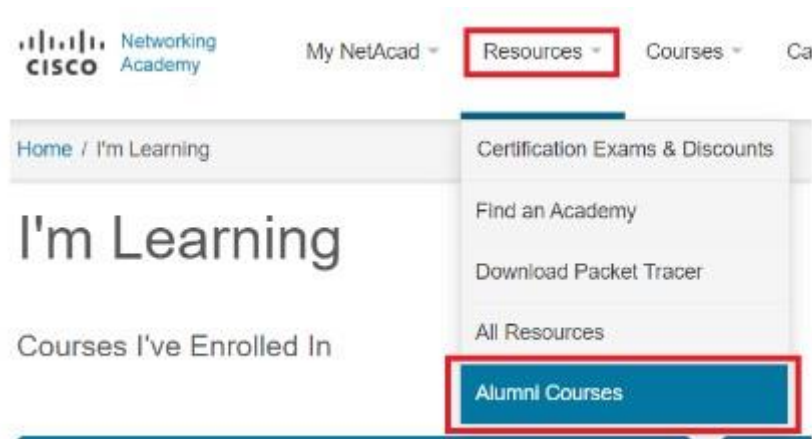 Networking
CISCO Academy
My NetAcad Resources Courses Ca
Home / I'm Learning
Certification Exams & Discounts
Find an Academy
I'm Learning
Download Packet Tracer
All Resources
Courses I've Enrolled In
Alumni Courses